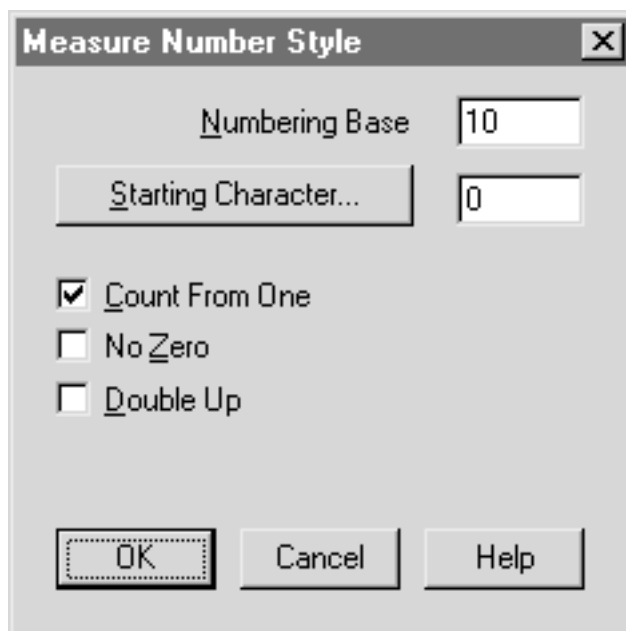 Measure Number Style
Numbering Base 10
Starting Character... 0
Count From One
No Zero
Double Up
OK Cancel Help